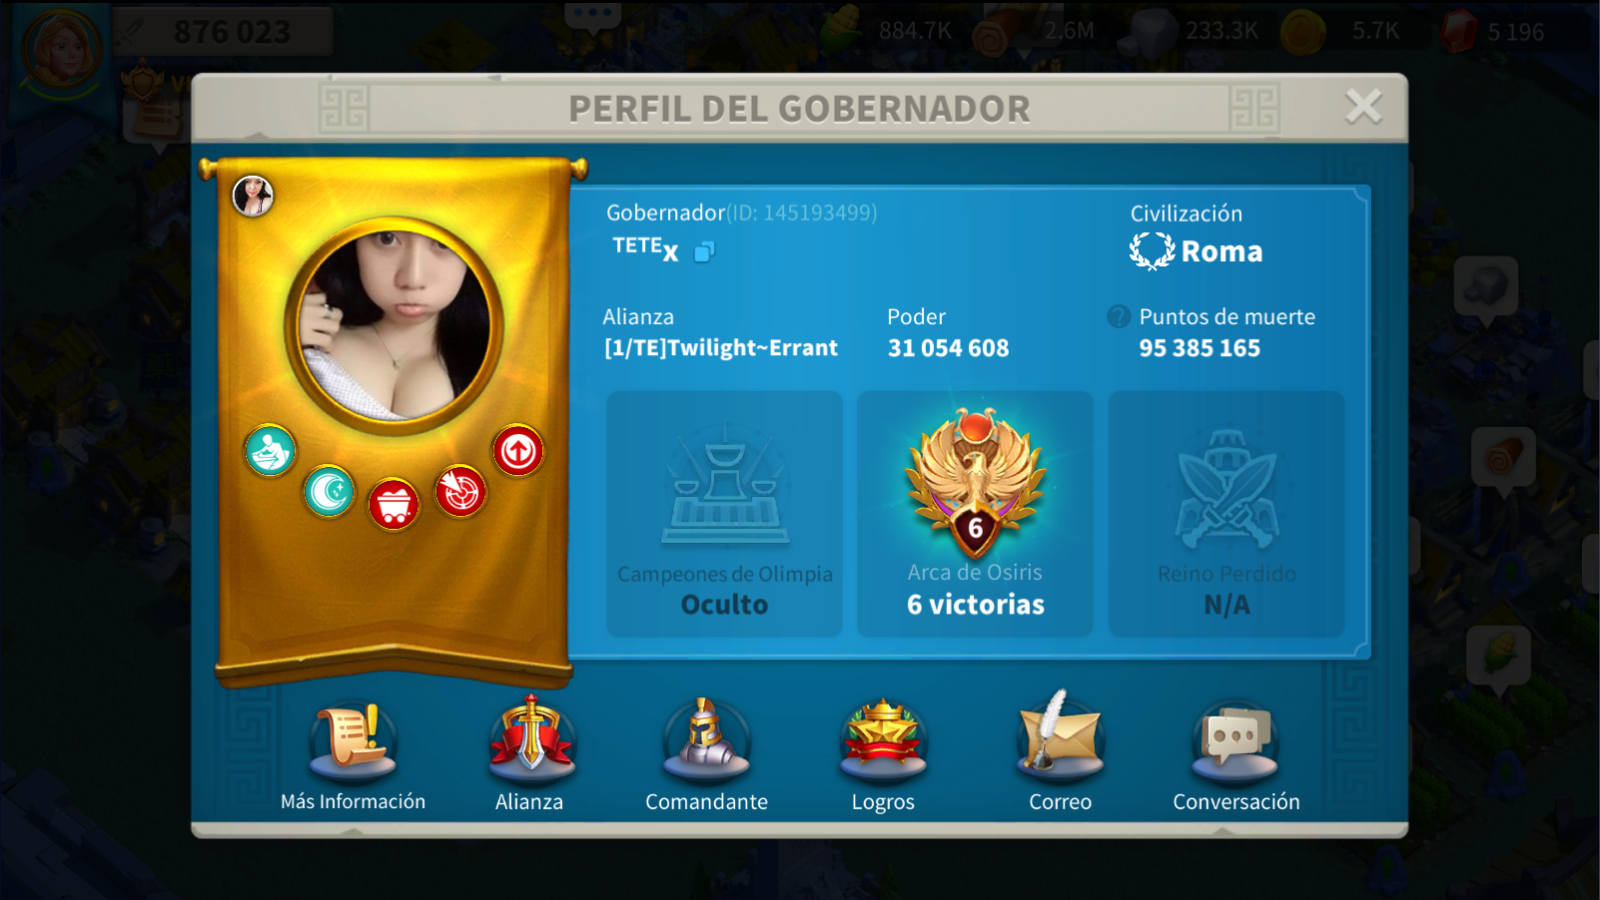 876 023
884.7K
2.6M
233.3K
5.7K
5 196
PERFIL DEL GOBERNADOR
Gobernador(ID: 145193499)
TETEx
Civilización
Roma
Alianza
[1/TE]Twilight~Errant
Poder
31 054 608
? Puntos de muerte
95 385 165
Campeones de Olimpia
Oculto
6
Arca de Osiris
6 victorias
Reino Perdido
N/A
Más Información
Alianza
Comandante
Logros
Correo
Conversación